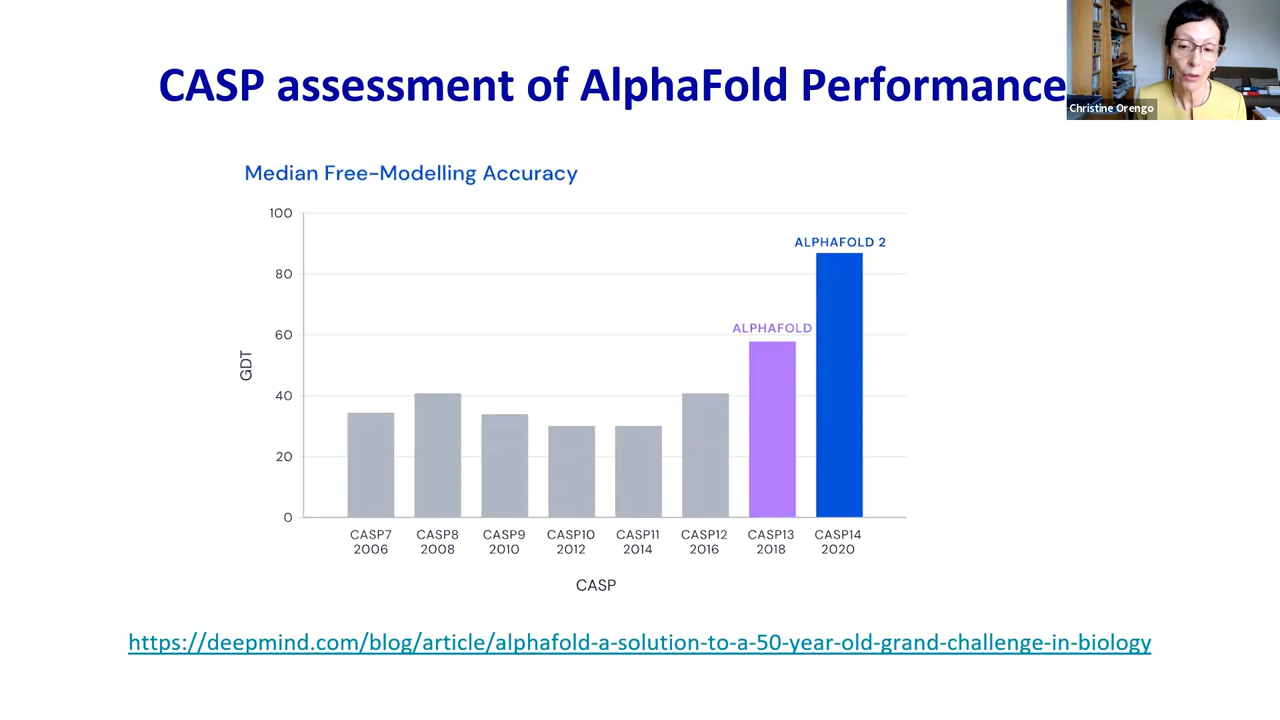 CASP assessment of AlphaFold Performance
Christine Orengo
Median Free-Modelling Accuracy
100
80
60
40
20
0
GDT
ALPHAFOLD
ALPHAFOLD 2
CASP7 CASP8 CASP9 CASP10 CASP11 CASP12 CASP13 CASP14
2006 2008 2010 2012 2014 2016 2018 2020
CASP
https://deepmind.com/blog/article/alphafold-a-solution-to-a-50-year-old-grand-challenge-in-biology